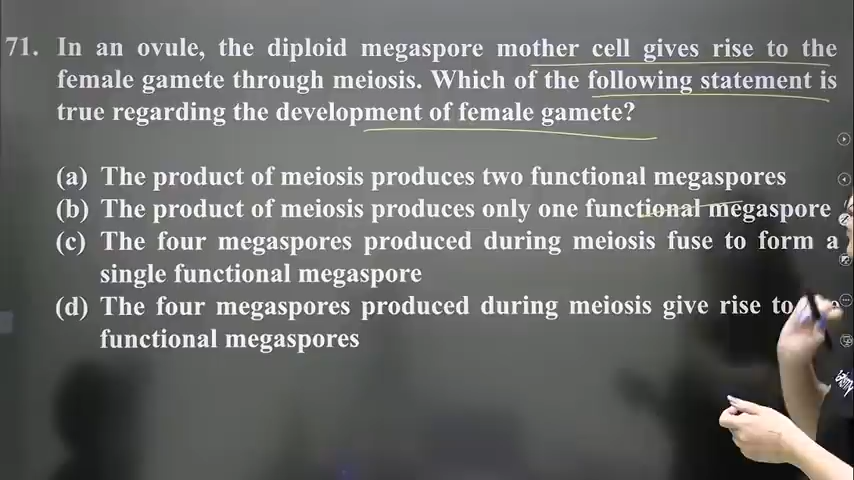 71. In an ovule, the diploid megaspore mother cell gives rise to the
female gamete through meiosis. Which of the following statement is
true regarding the development of female gamete?
(a) The product of meiosis produces two functional megaspores
(b) The product of meiosis produces only one functional megaspore
(c) The four megaspores produced during meiosis fuse to form a
single functional megaspore
(d) The four megaspores produced during meiosis give rise to
functional megaspores